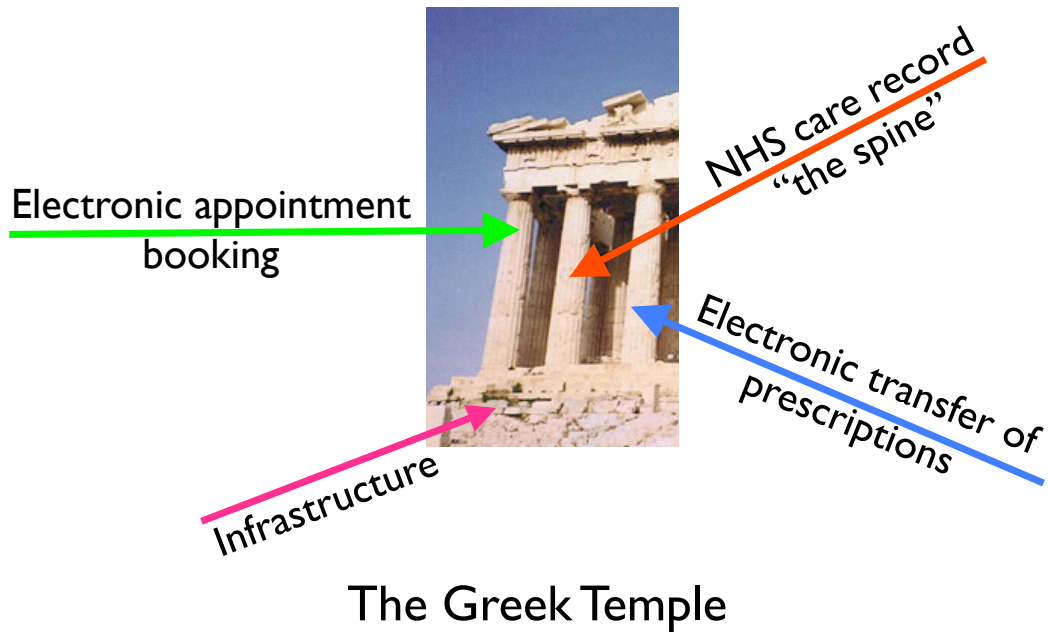 NHS care record
“the spine”
Electronic appointment
booking
Electronic transfer of
prescriptions
Infrastructure
The Greek Temple